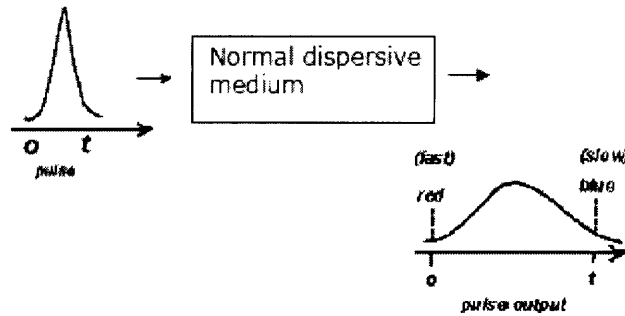 Normal dispersive
medium
o t
pulse
(fast) (slow)
red blue
o t
pulse output